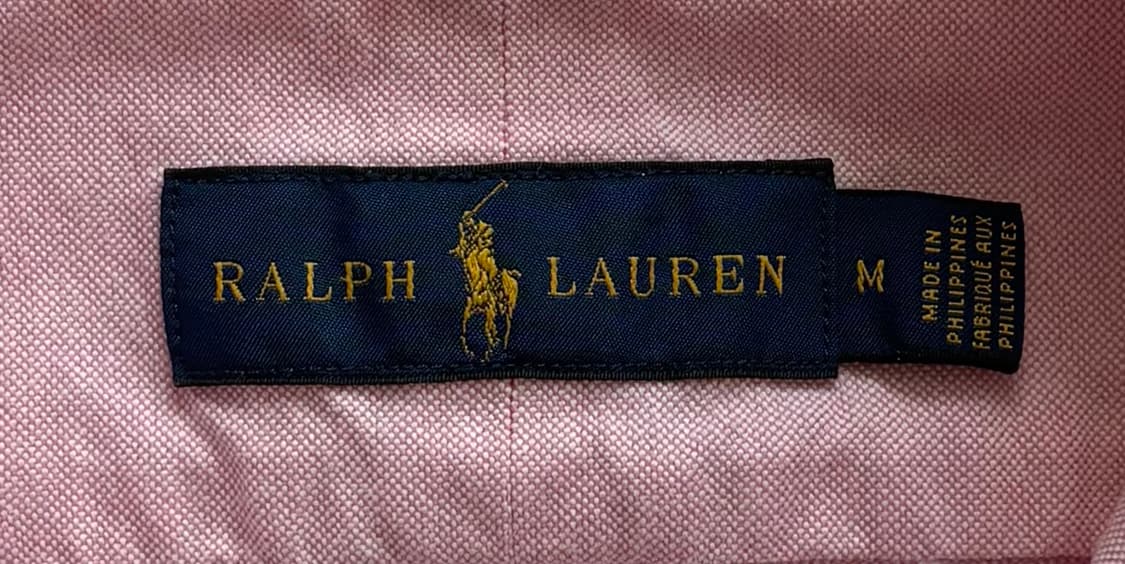 RALPH LAUREN
M
MADE IN
PHILIPPINES
FABRIQUÉ AUX
PHILIPPINES